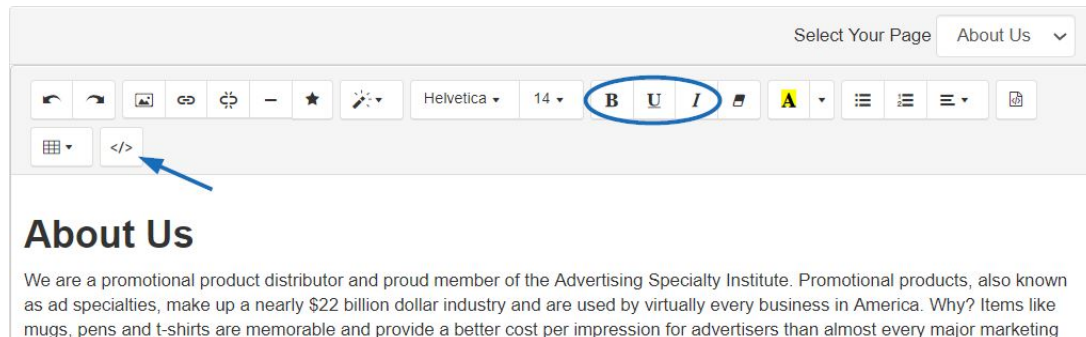 Select Your Page About Us
Helvetica 14 B U I A
</>
About Us
We are a promotional product distributor and proud member of the Advertising Specialty Institute. Promotional products, also known
as ad specialties, make up a nearly $22 billion dollar industry and are used by virtually every business in America. Why? Items like
mugs, pens and t-shirts are memorable and provide a better cost per impression for advertisers than almost every major marketing